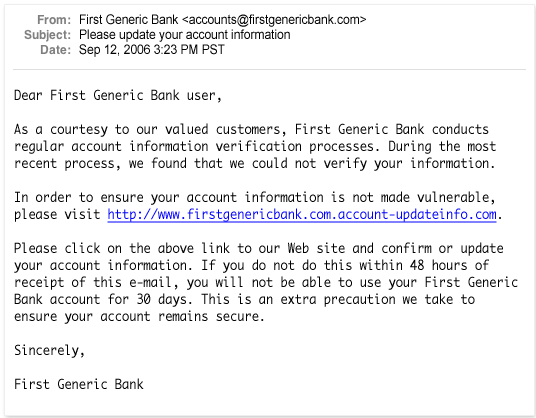 From: First Generic Bank <accounts@firstgenericbank.com>
Subject: Please update your account information
Date: Sep 12, 2006 3:23 PM PST
Dear First Generic Bank user,
As a courtesy to our valued customers, First Generic Bank conducts
regular account information verification processes. During the most
recent process, we found that we could not verify your information.
In order to ensure your account information is not made vulnerable,
please visit http://www.firstgenericbank.com.account-updateinfo.com.
Please click on the above link to our Web site and confirm or update
your account information. If you do not do this within 48 hours of
receipt of this e-mail, you will not be able to use your First Generic
Bank account for 30 days. This is an extra precaution we take to
ensure your account remains secure.
Sincerely,
First Generic Bank